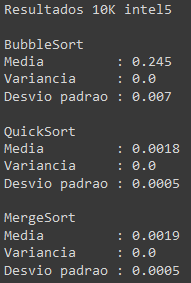 Resultados 10K intel5
BubbleSort
Media : 0.245
Variancia : 0.0
Desvio padrao : 0.007
QuickSort
Media : 0.0018
Variancia : 0.0
Desvio padrao : 0.0005
MergeSort
Media : 0.0019
Variancia : 0.0
Desvio padrao : 0.0005